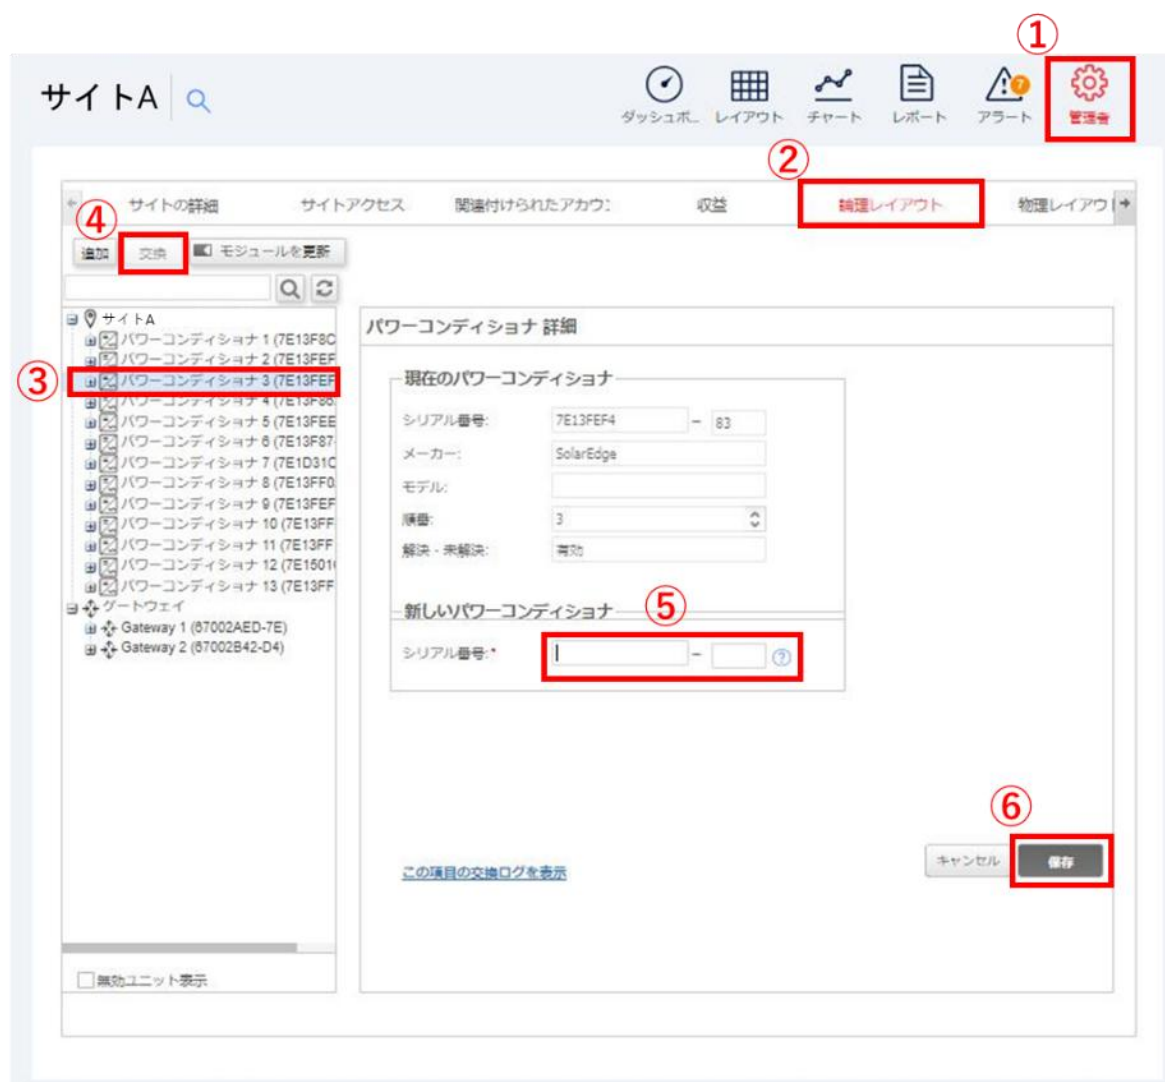 ①
サイトA
ダッシュボ...
レイアウト
チャート
レポート
7
アラート
管理者
②
サイトの詳細
サイトアクセス
関連付けられたアカウ
収益
論理レイアウト
物理レイアウト
④
追加
交換
モジュールを更新
サイトA
パワーコンディショナ 1 (7E13F8C
パワーコンディショナ 2 (7E13FEF
③
パワーコンディショナ 3 (7E13FEF
パワーコンディショナ 4 (7E13F86
パワーコンディショナ 5 (7E13FEE
パワーコンディショナ 6 (7E13F87
パワーコンディショナ 7 (7E1D31C
パワーコンディショナ 8 (7E13FF0
パワーコンディショナ 9 (7E13FEF
パワーコンディショナ 10 (7E13FF
パワーコンディショナ 11 (7E13FF
パワーコンディショナ 12 (7E1501
パワーコンディショナ 13 (7E13FF
ゲートウェイ
Gateway 1 (67002AED-7E)
Gateway 2 (67002B42-D4)
無効ユニット表示
パワーコンディショナ 詳細
現在のパワーコンディショナ
シリアル番号: 7E13FEF4 – 83
メーカー: SolarEdge
モデル:
順番: 3
解決・未解決: 有効
新しいパワーコンディショナ
⑤
シリアル番号:* –
⑥
この項目の交換ログを表示
キャンセル
保存